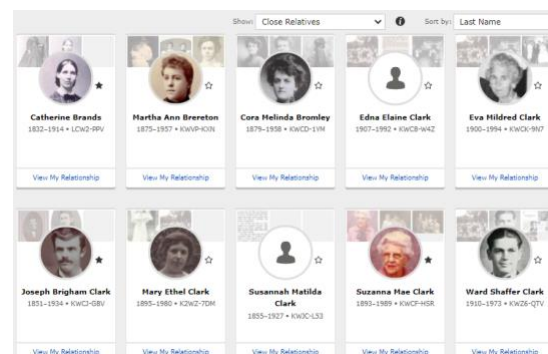 Show: Close Relatives Sort by: Last Name
Catherine Brands
1832–1914 • LCW2-PPV
View My Relationship
Martha Ann Brereton
1875–1957 • KWVP-KXN
View My Relationship
Cora Melinda Bromley
1879–1958 • KWCD-1YM
View My Relationship
Edna Elaine Clark
1907–1992 • KWC8-W4Z
View My Relationship
Eva Mildred Clark
1900–1994 • KWCK-9N7
View My Relationship
Joseph Brigham Clark
1851–1934 • KWCJ-GBV
View My Relationship
Mary Ethel Clark
1895–1980 • K2WZ-7DM
View My Relationship
Susannah Matilda
Clark
1855–1927 • KWJC-L53
View My Relationship
Suzanna Mae Clark
1893–1989 • KWCF-HSR
View My Relationship
Ward Shaffer Clark
1910–1973 • KWZ6-QTV
View My Relationship